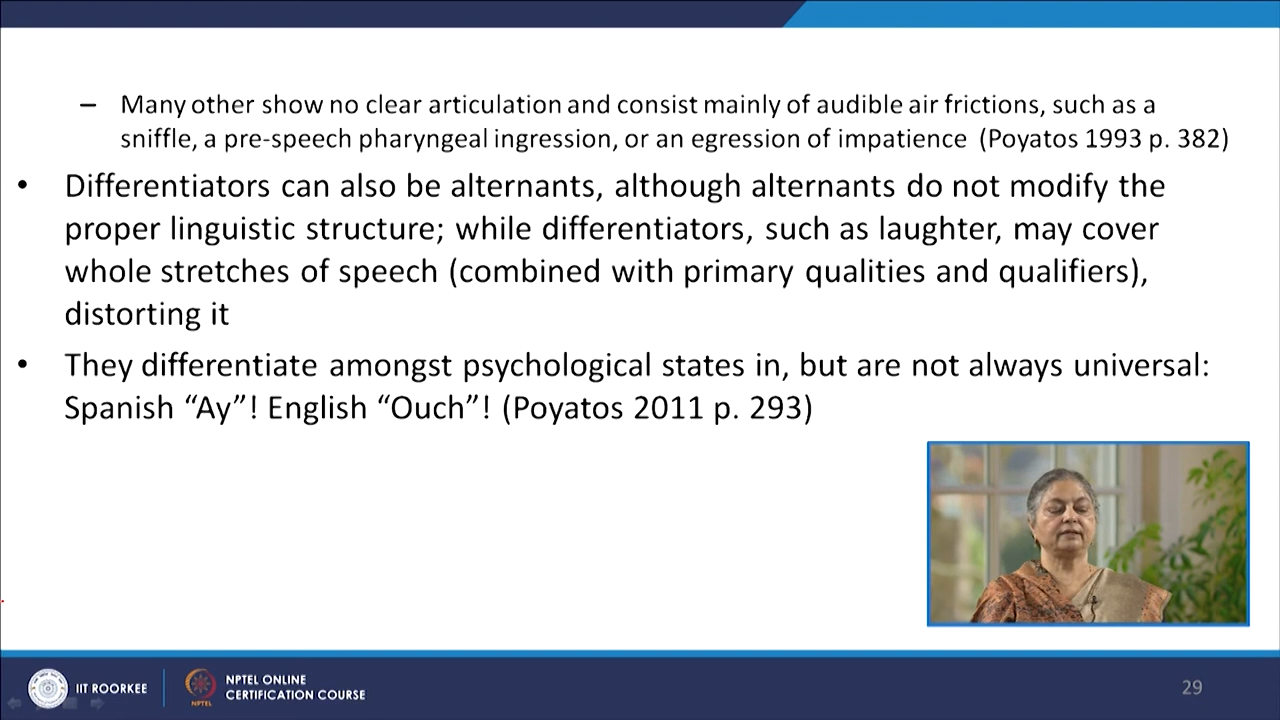 – Many other show no clear articulation and consist mainly of audible air frictions, such as a
sniffle, a pre-speech pharyngeal ingression, or an egression of impatience (Poyatos 1993 p. 382)
• Differentiators can also be alternants, although alternants do not modify the
proper linguistic structure; while differentiators, such as laughter, may cover
whole stretches of speech (combined with primary qualities and qualifiers),
distorting it
• They differentiate amongst psychological states in, but are not always universal:
Spanish “Ay”! English “Ouch”! (Poyatos 2011 p. 293)
IIT ROORKEE
NPTEL
NPTEL ONLINE
CERTIFICATION COURSE
29